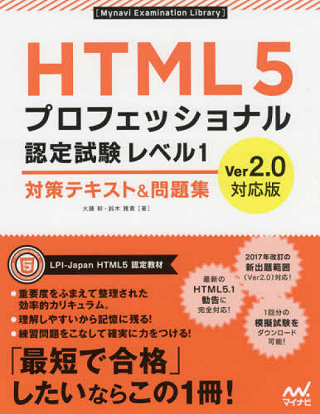 [Mynavi Examination Library]
HTML5
プロフェッショナル
認定試験 レベル1
対策テキスト&問題集
Ver2.0
対応版
大藤 幹・鈴木 雅貴【著】
5
LPI-Japan HTML5 認定教材
・重要度をふまえて整理された
効率的カリキュラム。
・理解しやすいから記憶に残る!
・練習問題をこなして確実に力をつける!
最新の
HTML5.1
勧告に
完全対応!
2017年改訂の
新出題範囲
(Ver2.0)対応!
1回分の
模擬試験を
ダウンロード
可能!
「最短で合格」
したいならこの1冊!
マイナビ